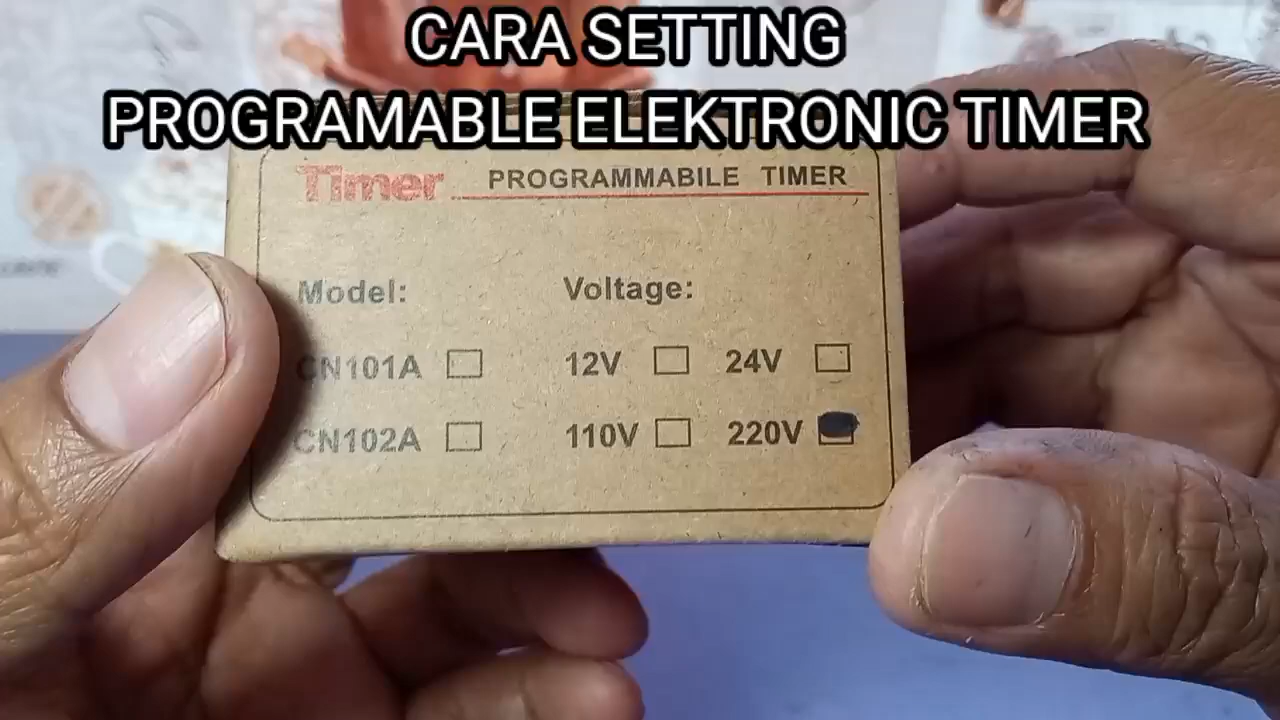 CARA SETTING
PROGRAMABLE ELEKTRONIC TIMER
Timer PROGRAMMABILE TIMER
Model: Voltage:
CN101A 12V 24V
CN102A 110V 220V